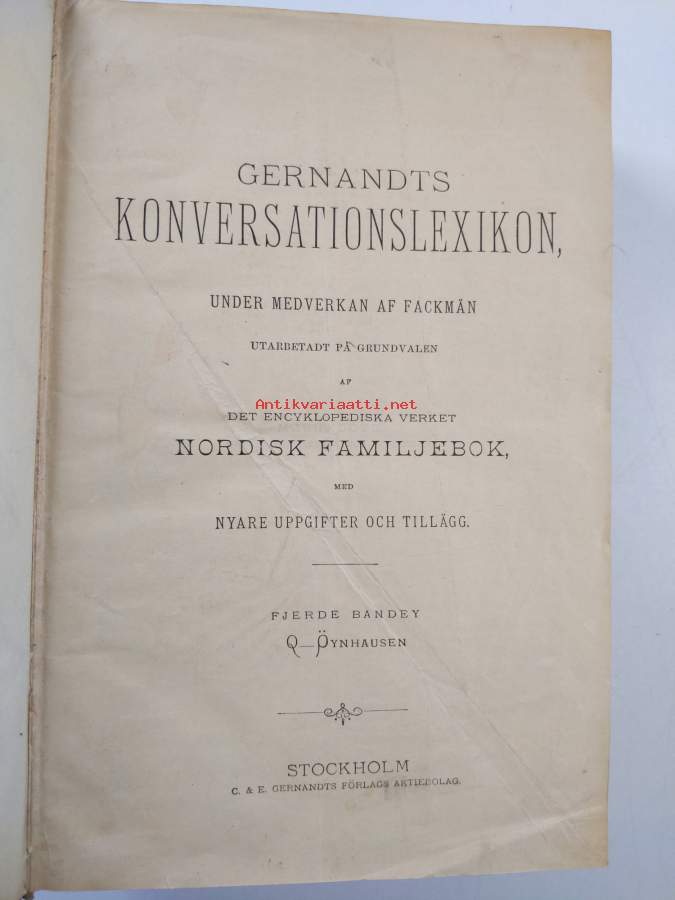 GERNANDTS
KONVERSATIONSLEXIKON,
UNDER MEDVERKAN AF FACKMÄN
UTARBETADT PÅ GRUNDVALEN
AF
Antikvariaatti.net
DET ENCYKLOPEDISKA VERKET
NORDISK FAMILJEBOK,
MED
NYARE UPPGIFTER OCH TILLÄGG.
FJERDE BANDEY
Q—ÖYNHAUSEN
STOCKHOLM
C. & E. GERNANDTS FÖRLAGS AKTIEBOLAG.